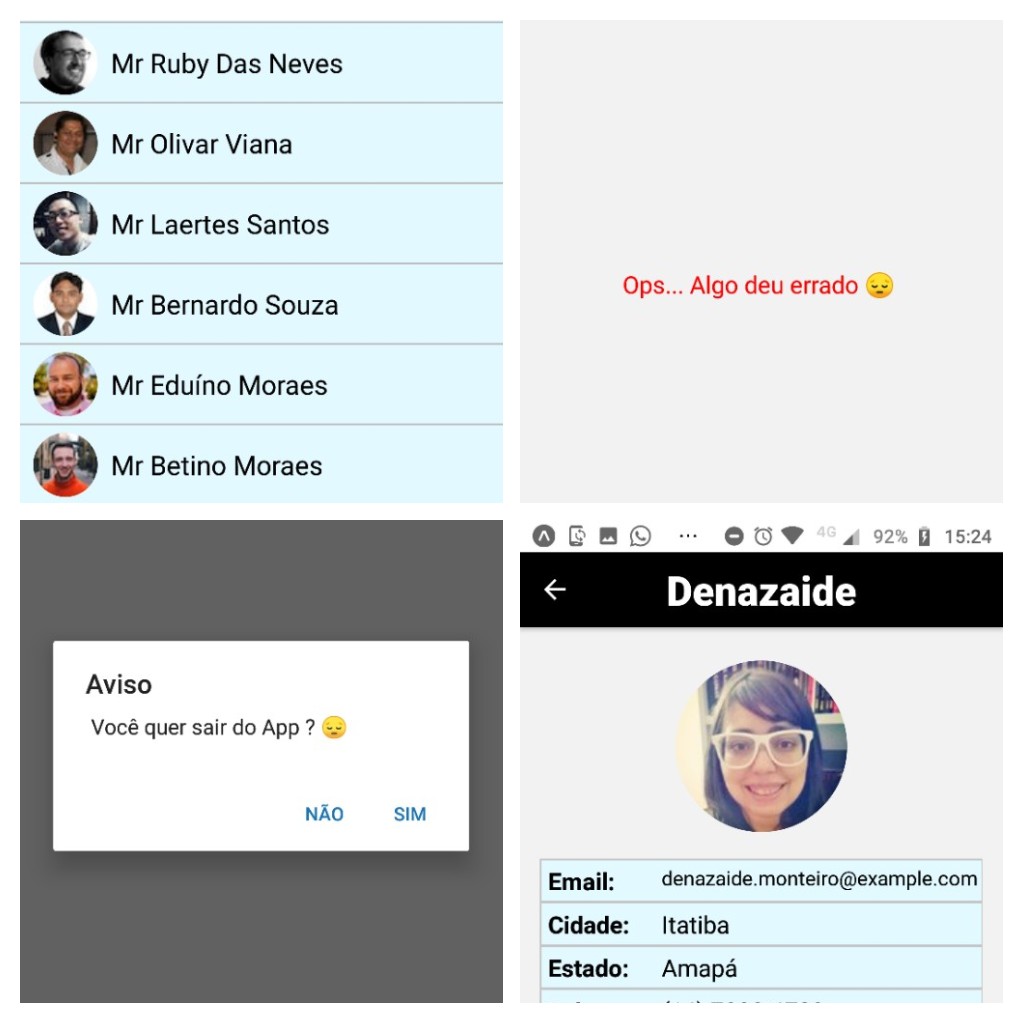 Mr Ruby Das Neves
Mr Olivar Viana
Mr Laertes Santos
Mr Bernardo Souza
Mr Eduíno Moraes
Mr Betino Moraes
Ops... Algo deu errado 😔
Aviso
Você quer sair do App ? 😔
NÃO SIM
4G 92% 15:24
Denazaide
Email: denazaide.monteiro@example.com
Cidade: Itatiba
Estado: Amapá